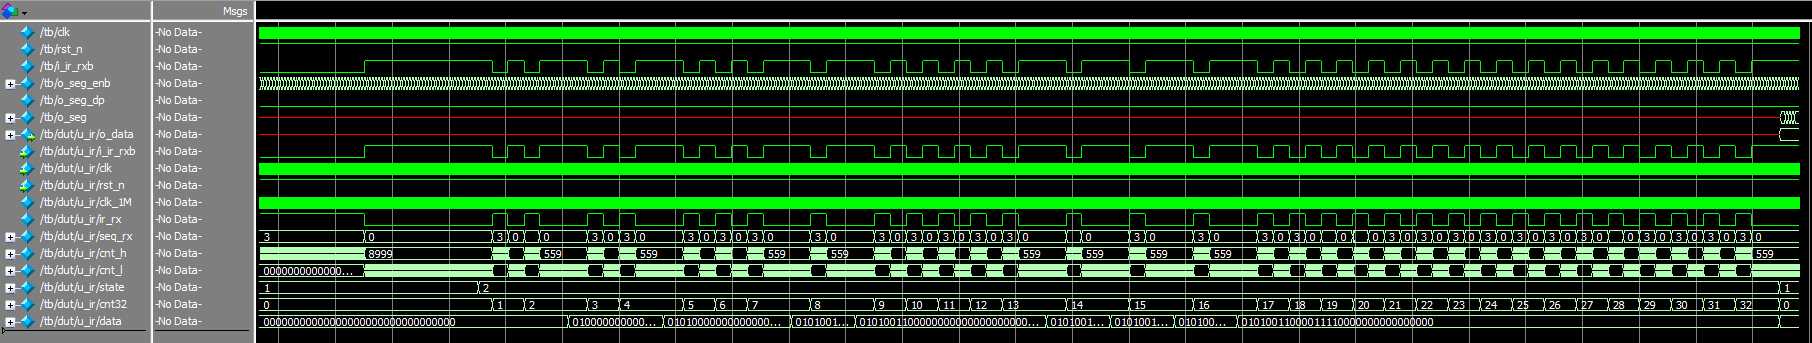 Msgs
/tb/clk -No Data-
/tb/rst_n -No Data-
/tb/i_ir_rxb -No Data-
/tb/o_seg_enb -No Data-
/tb/o_seg_dp -No Data-
/tb/o_seg -No Data-
/tb/dut/u_ir/o_data -No Data-
/tb/dut/u_ir/i_ir_rxb -No Data-
/tb/dut/u_ir/clk -No Data-
/tb/dut/u_ir/rst_n -No Data-
/tb/dut/u_ir/clk_1M -No Data-
/tb/dut/u_ir/ir_rx -No Data-
/tb/dut/u_ir/seq_rx -No Data- 3 0 3 0 0 3 0 3 0 3 0 3 0 3 0 3 0 3 0 3 0 3 0 3 0 3 0 0 3 0 3 0 3 0 3 0 3 0 3 0 3 0 3 0 3 0 3 0 3 0 3 0 3 0 3 0 3 0 3 0 3 0 3 0 3 0
/tb/dut/u_ir/cnt_h -No Data- 8999 559 559 559 559 559 559 559 559 559
/tb/dut/u_ir/cnt_l -No Data- 0000000000000...
/tb/dut/u_ir/state -No Data- 1 2 1
/tb/dut/u_ir/cnt32 -No Data- 0 1 2 3 4 5 6 7 8 9 10 11 12 13 14 15 16 17 18 19 20 21 22 23 24 25 26 27 28 29 30 31 32 0
/tb/dut/u_ir/data -No Data- 00000000000000000000000000000000 010000000000... 0101000000000000... 0101001... 0101001100000000000000000000... 0101001... 0101001... 010100... 01010011000011110000000000000000